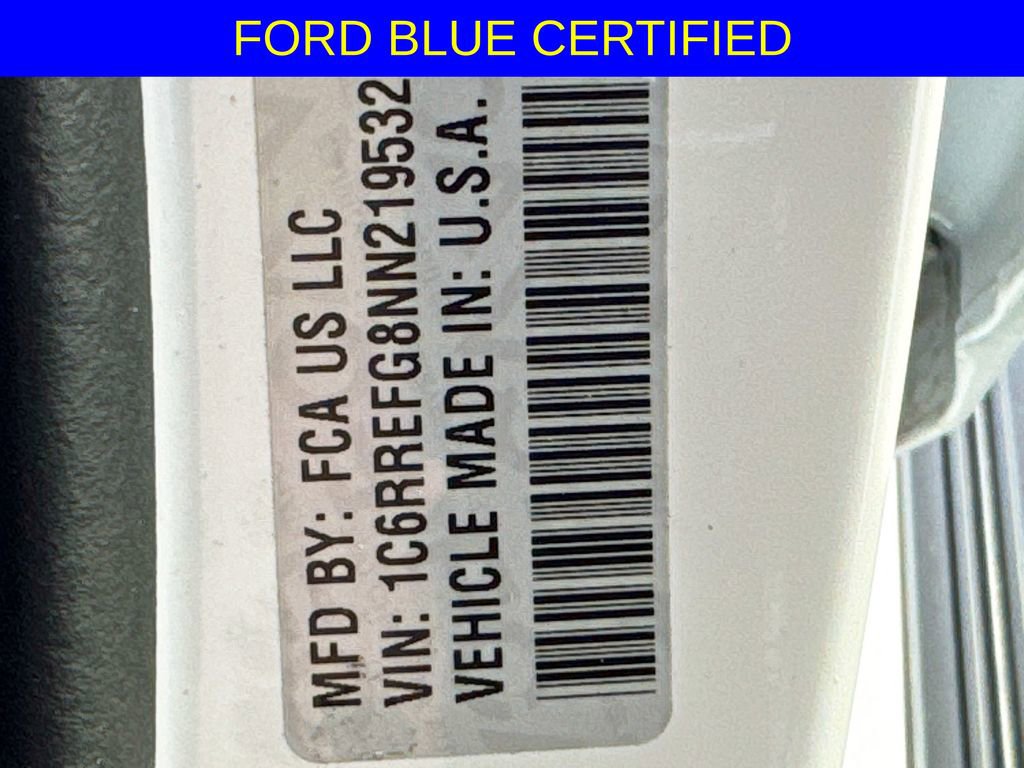 FORD BLUE CERTIFIED
MFD BY: FCA US LLC
VIN: 1C6RREFG8NN219532
VEHICLE MADE IN: U.S.A.